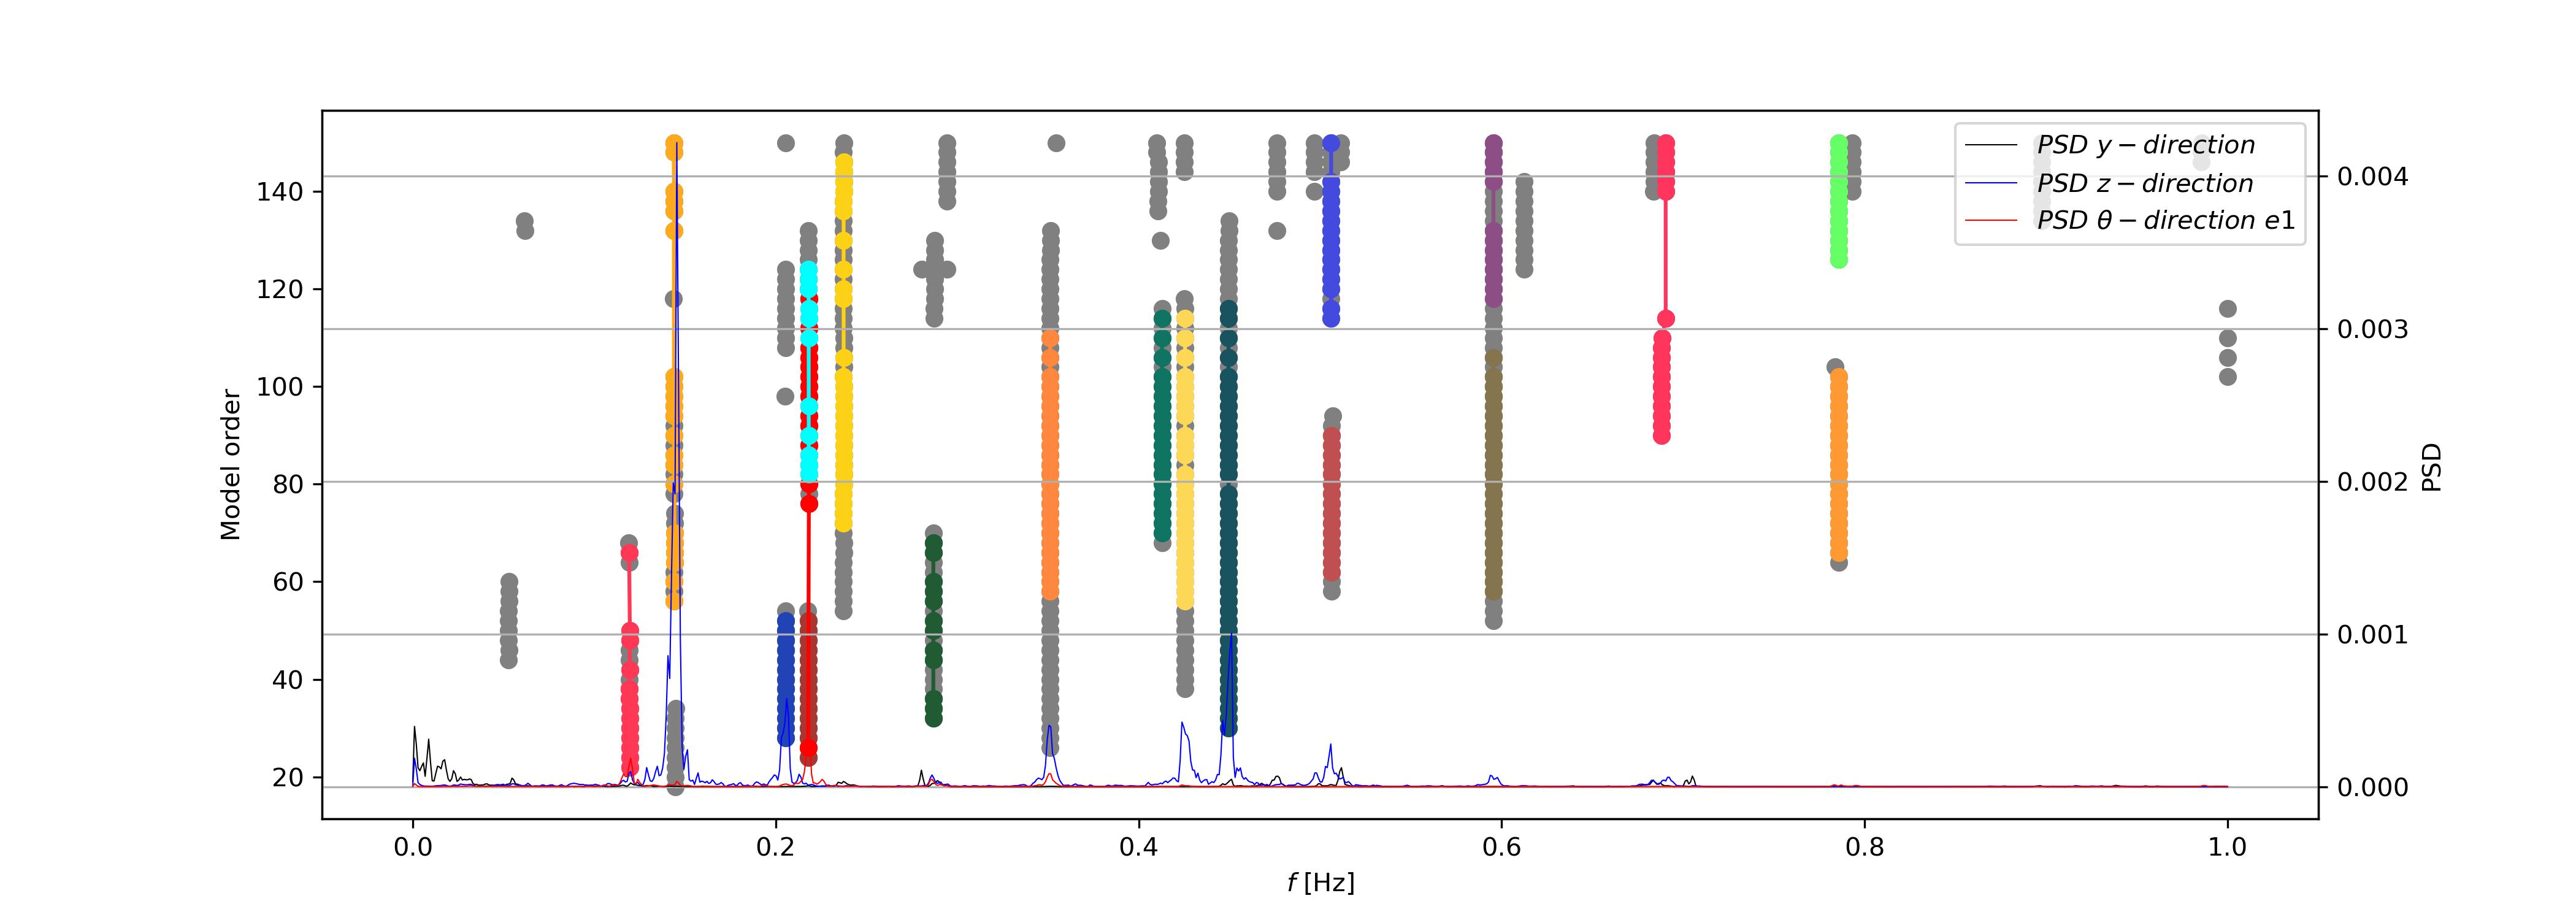 PSD y − direction
PSD z − direction
PSD θ − direction e1
Model order
140
120
100
80
60
40
20
0.004
0.003
0.002
0.001
0.000
PSD
0.0 0.2 0.4 0.6 0.8 1.0
f [Hz]